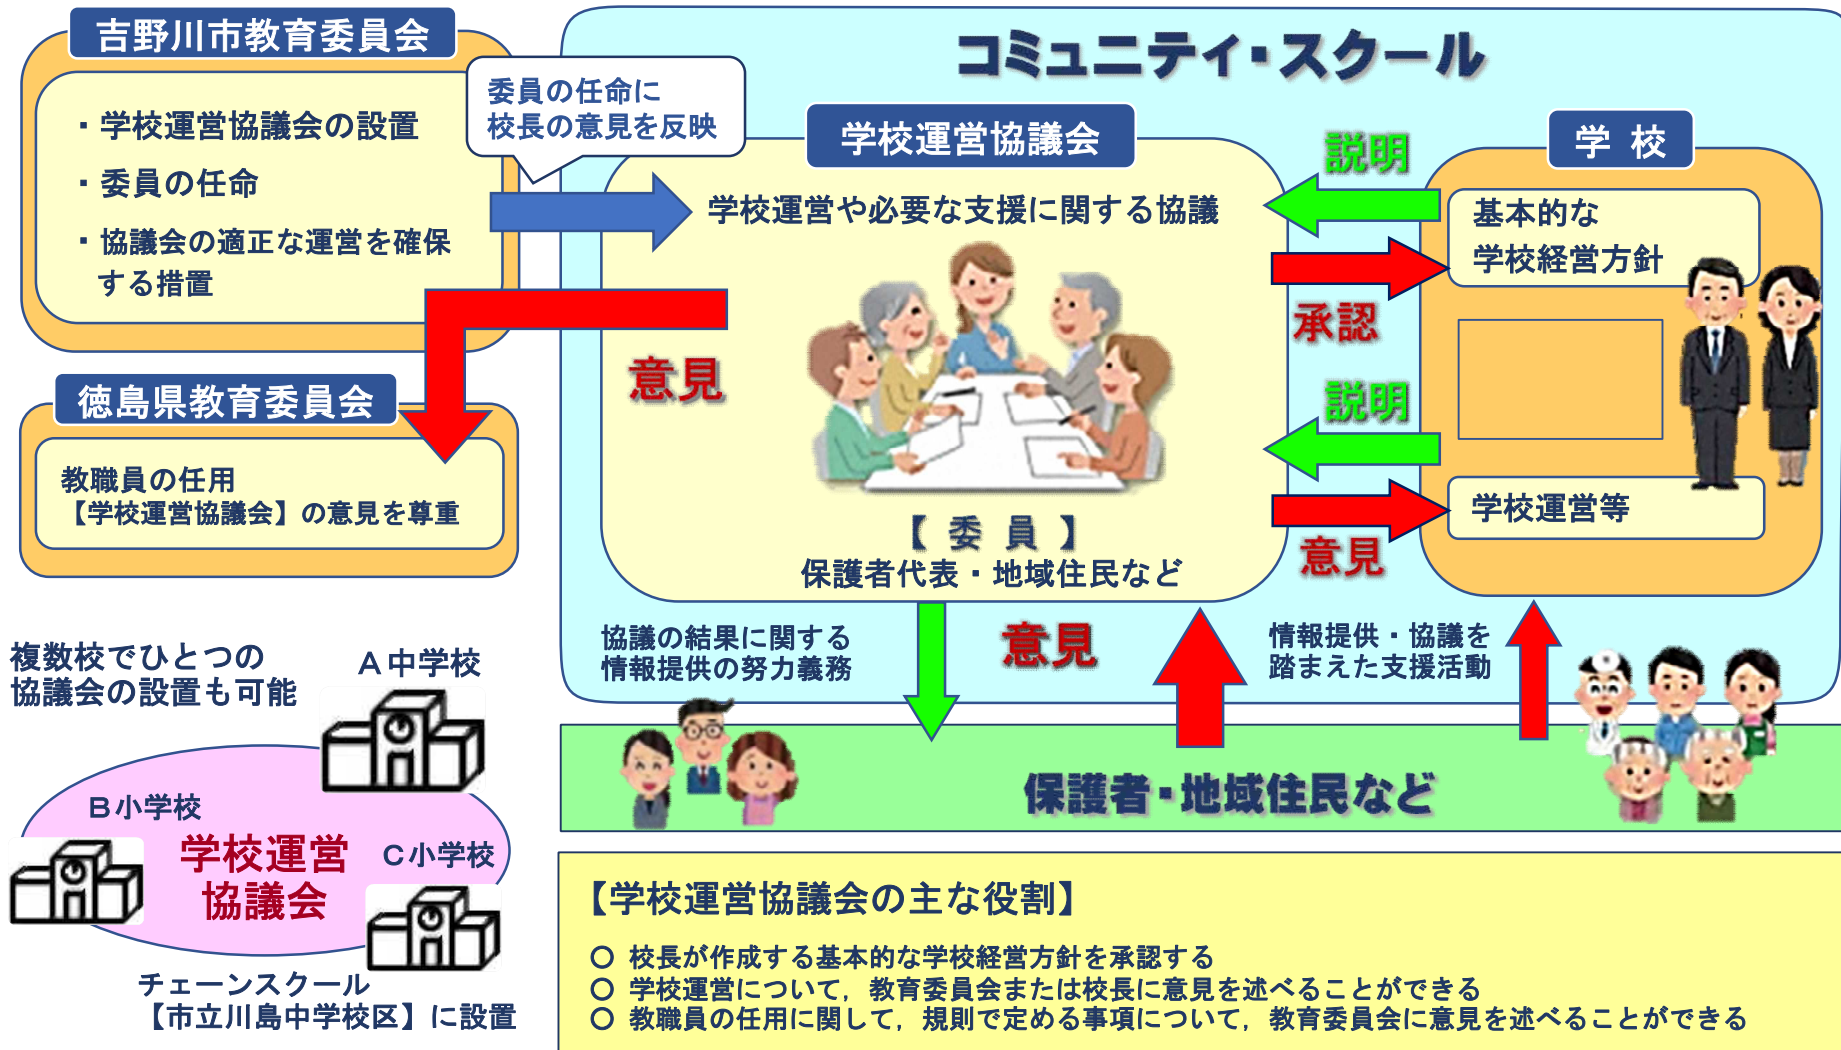 吉野川市教育委員会
・学校運営協議会の設置
・委員の任命
・協議会の適正な運営を確保
する措置
委員の任命に
校長の意見を反映
コミュニティ・スクール
学校運営協議会
学校運営や必要な支援に関する協議
【 委 員 】
保護者代表・地域住民など
説明
承認
説明
意見
学 校
基本的な
学校経営方針
学校運営等
意見
徳島県教育委員会
教職員の任用
【学校運営協議会】の意見を尊重
協議の結果に関する
情報提供の努力義務
意見
情報提供・協議を
踏まえた支援活動
保護者・地域住民など
複数校でひとつの
協議会の設置も可能
A中学校
B小学校
C小学校
学校運営
協議会
チェーンスクール
【市立川島中学校区】に設置
【学校運営協議会の主な役割】
〇 校長が作成する基本的な学校経営方針を承認する
〇 学校運営について，教育委員会または校長に意見を述べることができる
〇 教職員の任用に関して，規則で定める事項について，教育委員会に意見を述べることができる